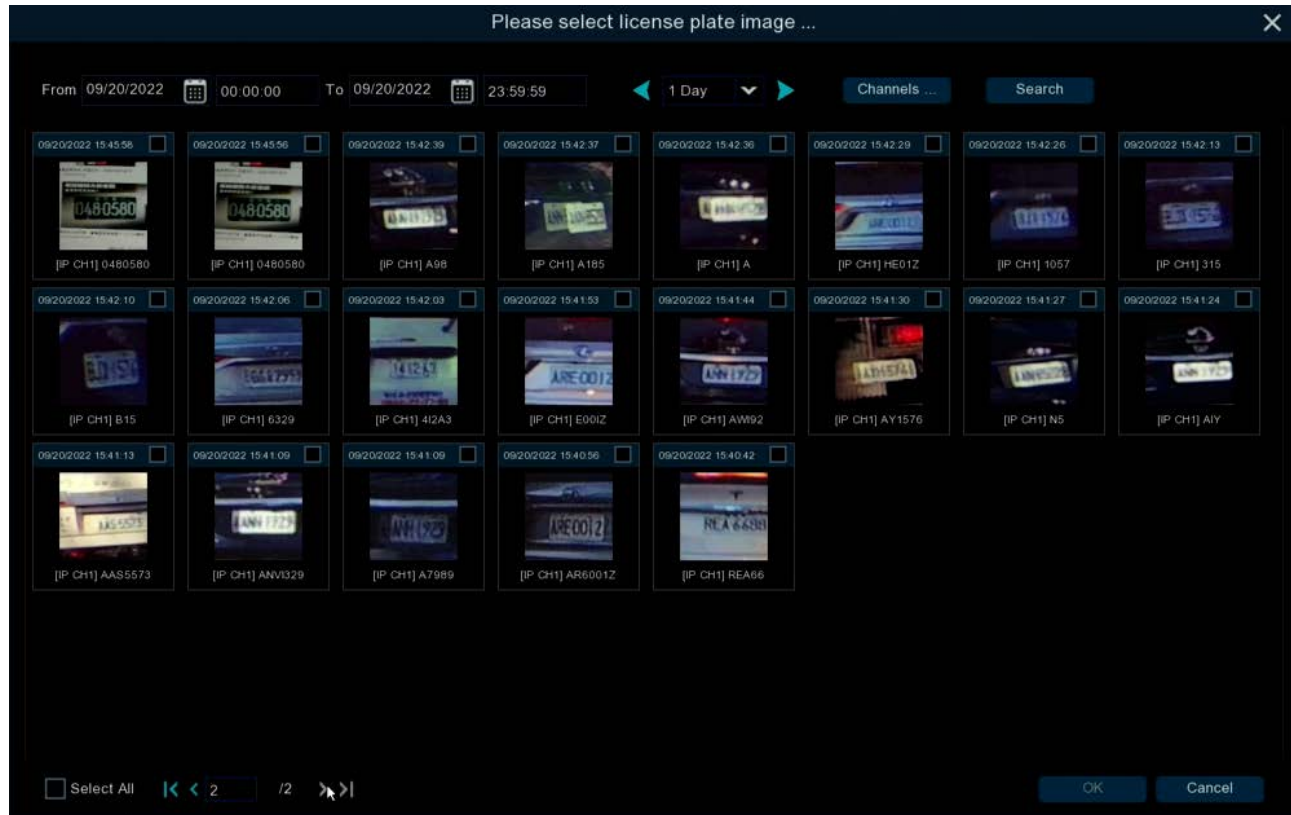 Please select license plate image ...
From 09/20/2022 00:00:00 To 09/20/2022 23:59:59 1 Day Channels ... Search
09/20/2022 15:45:58 09/20/2022 15:45:56 09/20/2022 15:42:39 09/20/2022 15:42:37 09/20/2022 15:42:36 09/20/2022 15:42:29 09/20/2022 15:42:26 09/20/2022 15:42:13
048-0580 048-0580
[IP CH1] 0480580 [IP CH1] 0480580 [IP CH1] A98 [IP CH1] A185 [IP CH1] A [IP CH1] HE01Z [IP CH1] 1057 [IP CH1] 315
09/20/2022 15:42:10 09/20/2022 15:42:06 09/20/2022 15:42:03 09/20/2022 15:41:53 09/20/2022 15:41:44 09/20/2022 15:41:30 09/20/2022 15:41:27 09/20/2022 15:41:24
ARE-0012
[IP CH1] B15 [IP CH1] 6329 [IP CH1] 4I2A3 [IP CH1] E00IZ [IP CH1] AWI92 [IP CH1] AY1576 [IP CH1] N5 [IP CH1] AIY
09/20/2022 15:41:13 09/20/2022 15:41:09 09/20/2022 15:41:09 09/20/2022 15:40:56 09/20/2022 15:40:42
ARE0012
[IP CH1] AAS5573 [IP CH1] ANVI329 [IP CH1] A7989 [IP CH1] AR6001Z [IP CH1] REA66
Select All 2 /2 OK Cancel